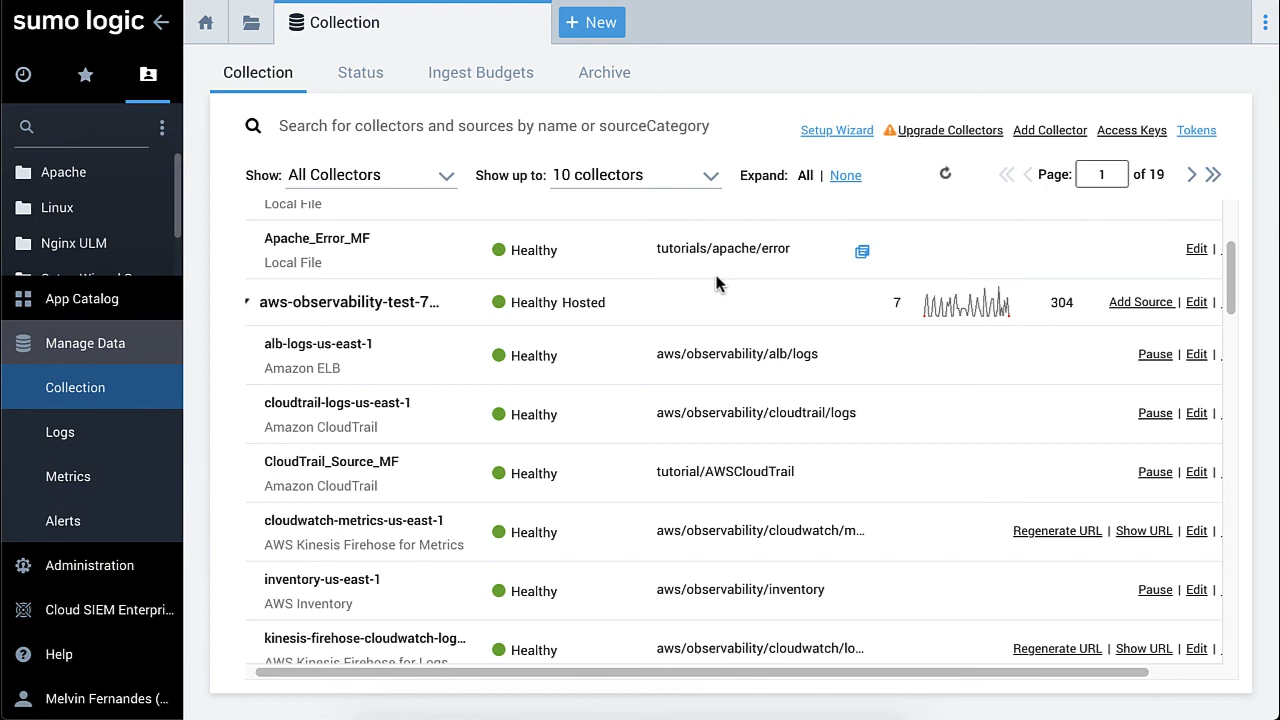 sumo logic
Collection
+ New
Collection
Status
Ingest Budgets
Archive
Search for collectors and sources by name or sourceCategory
Setup Wizard
Upgrade Collectors
Add Collector
Access Keys
Tokens
Show: All Collectors
Show up to: 10 collectors
Expand: All | None
Page: 1 of 19
Apache
Linux
Nginx ULM
App Catalog
Manage Data
Collection
Logs
Metrics
Alerts
Administration
Cloud SIEM Enterpri...
Help
Melvin Fernandes (...
Local File
Apache_Error_MF
Local File
Healthy
tutorials/apache/error
Edit |
aws-observability-test-7...
Healthy Hosted
7
304
Add Source | Edit |
alb-logs-us-east-1
Amazon ELB
Healthy
aws/observability/alb/logs
Pause | Edit |
cloudtrail-logs-us-east-1
Amazon CloudTrail
Healthy
aws/observability/cloudtrail/logs
Pause | Edit |
CloudTrail_Source_MF
Amazon CloudTrail
Healthy
tutorial/AWSCloudTrail
Pause | Edit |
cloudwatch-metrics-us-east-1
AWS Kinesis Firehose for Metrics
Healthy
aws/observability/cloudwatch/m...
Regenerate URL | Show URL | Edit |
inventory-us-east-1
AWS Inventory
Healthy
aws/observability/inventory
Pause | Edit |
kinesis-firehose-cloudwatch-log...
AWS Kinesis Firehose for Logs
Healthy
aws/observability/cloudwatch/lo...
Regenerate URL | Show URL | Edit |